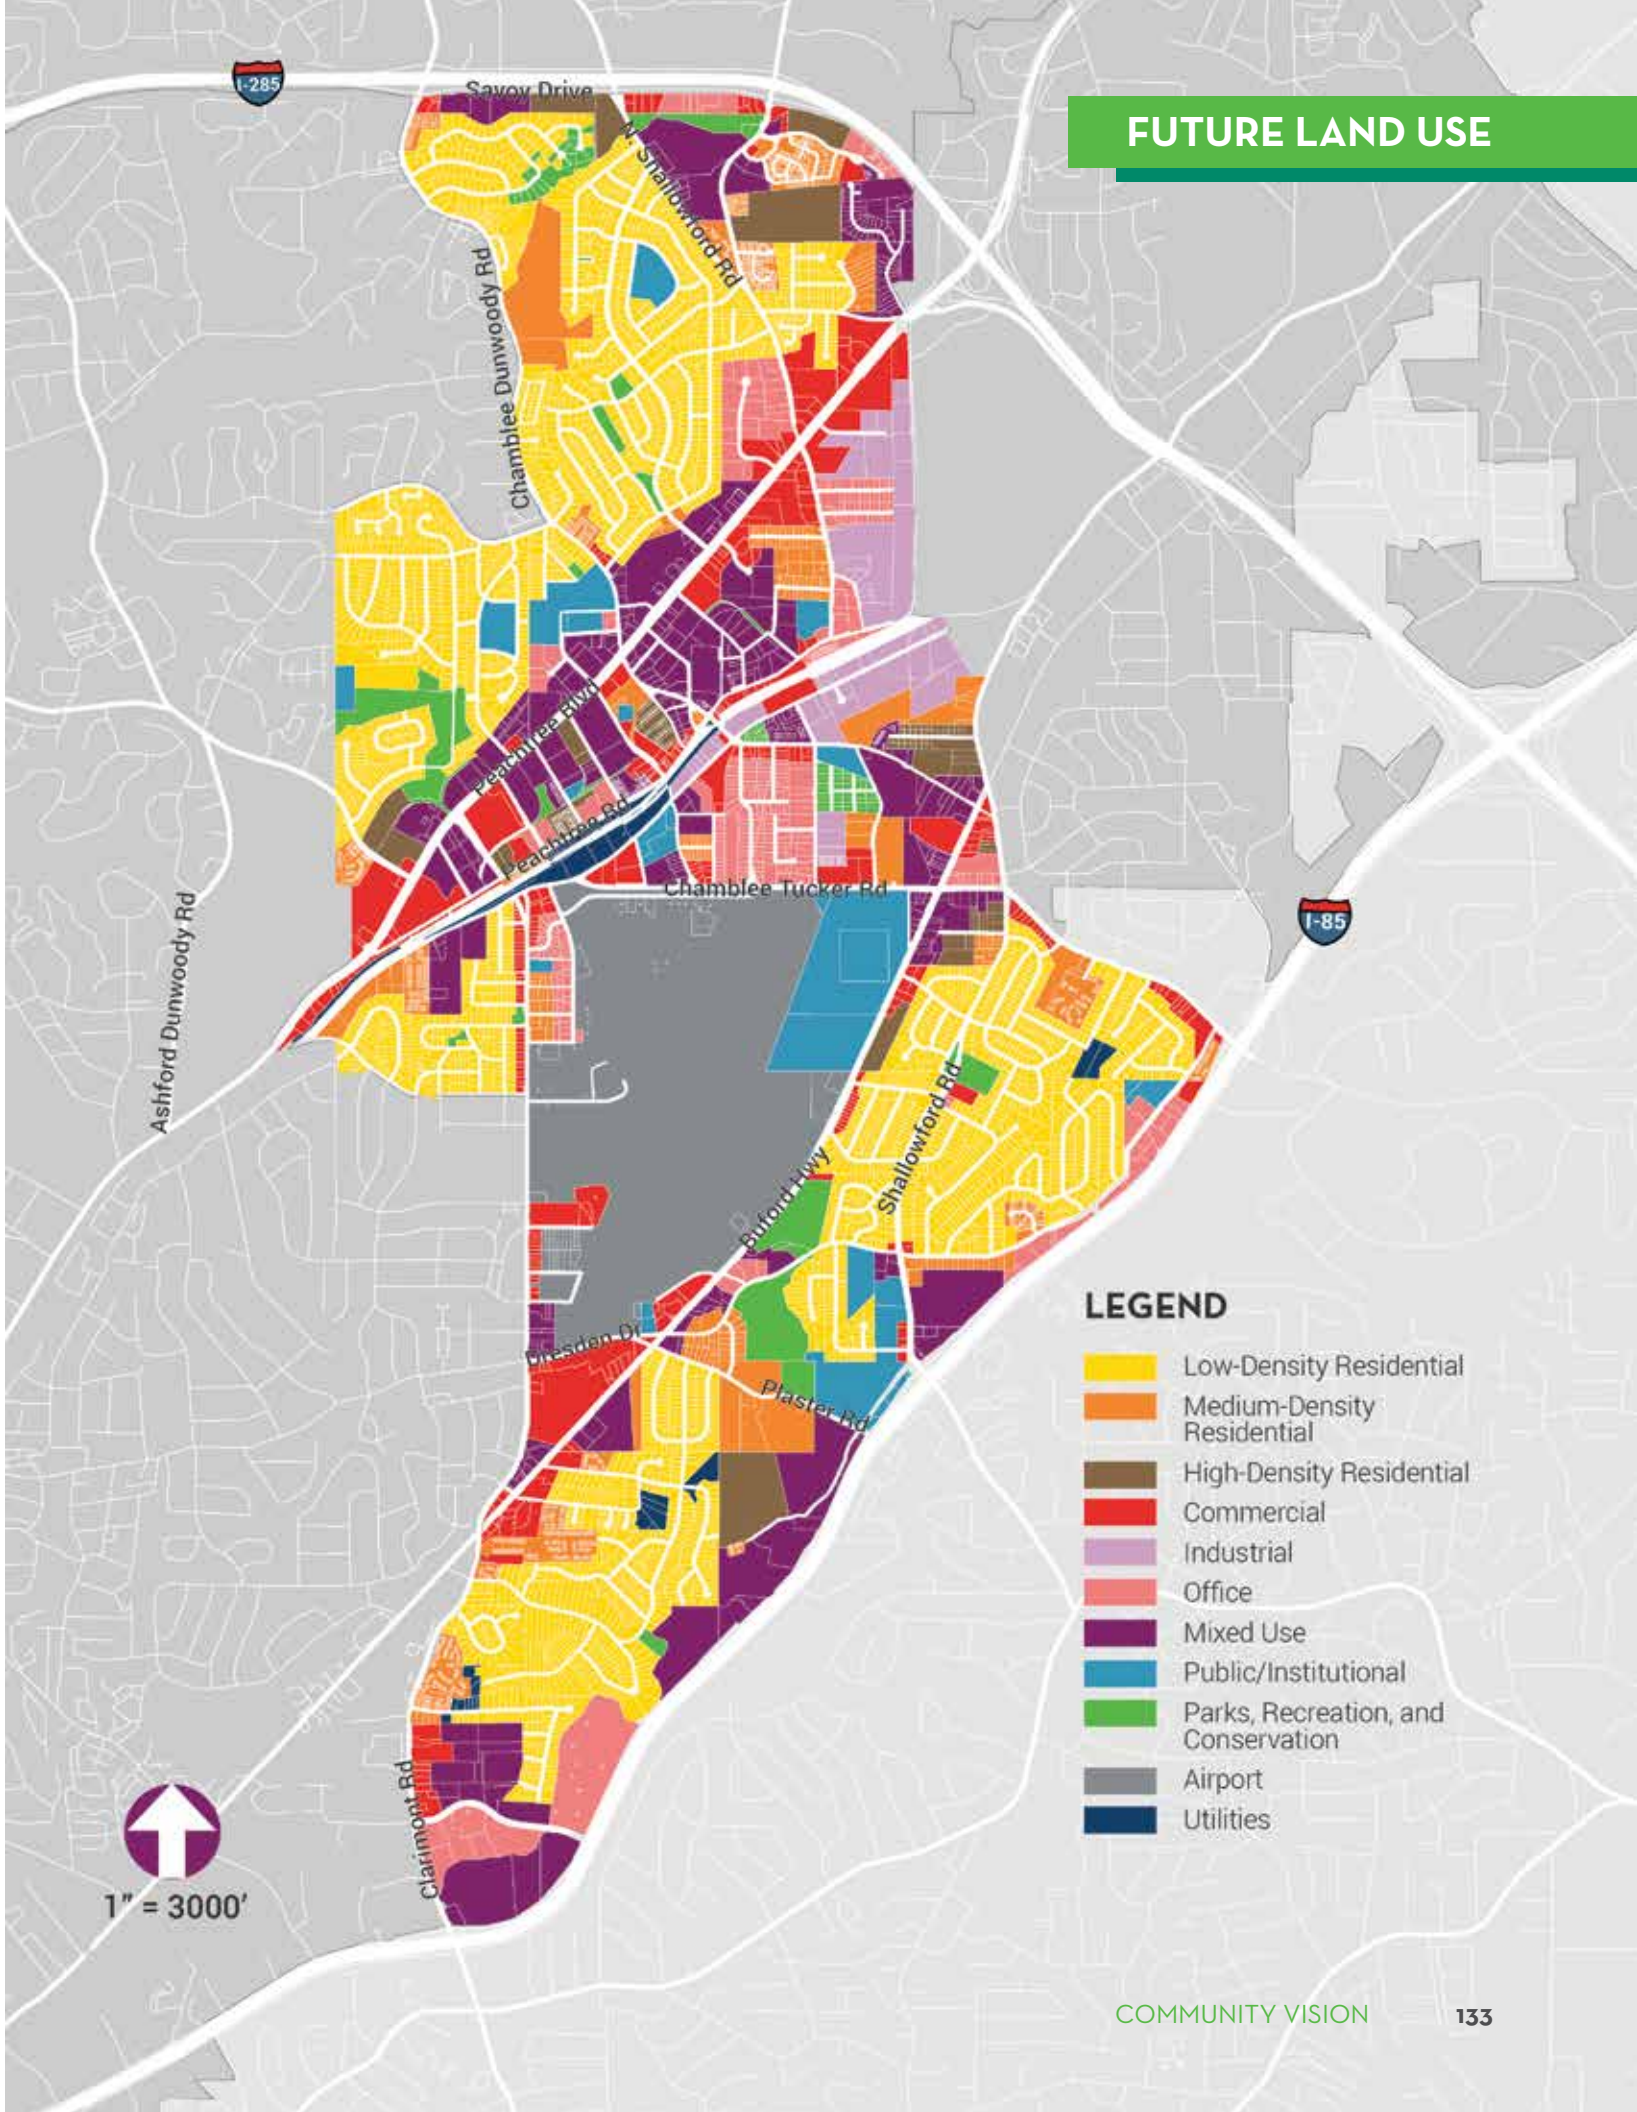 I-285
Savoy Drive
FUTURE LAND USE
N. Shallowford Rd
Chamblee Dunwoody Rd
Peachtree Blvd
Peachtree Rd
Chamblee Tucker Rd
Ashford Dunwoody Rd
I-85
Shallowford Rd
Buford Hwy
Dresden Dr
Plaster Rd
Clarimont Rd
LEGEND
Low-Density Residential
Medium-Density
Residential
High-Density Residential
Commercial
Industrial
Office
Mixed Use
Public/Institutional
Parks, Recreation, and
Conservation
Airport
Utilities
1” = 3000’
COMMUNITY VISION 133